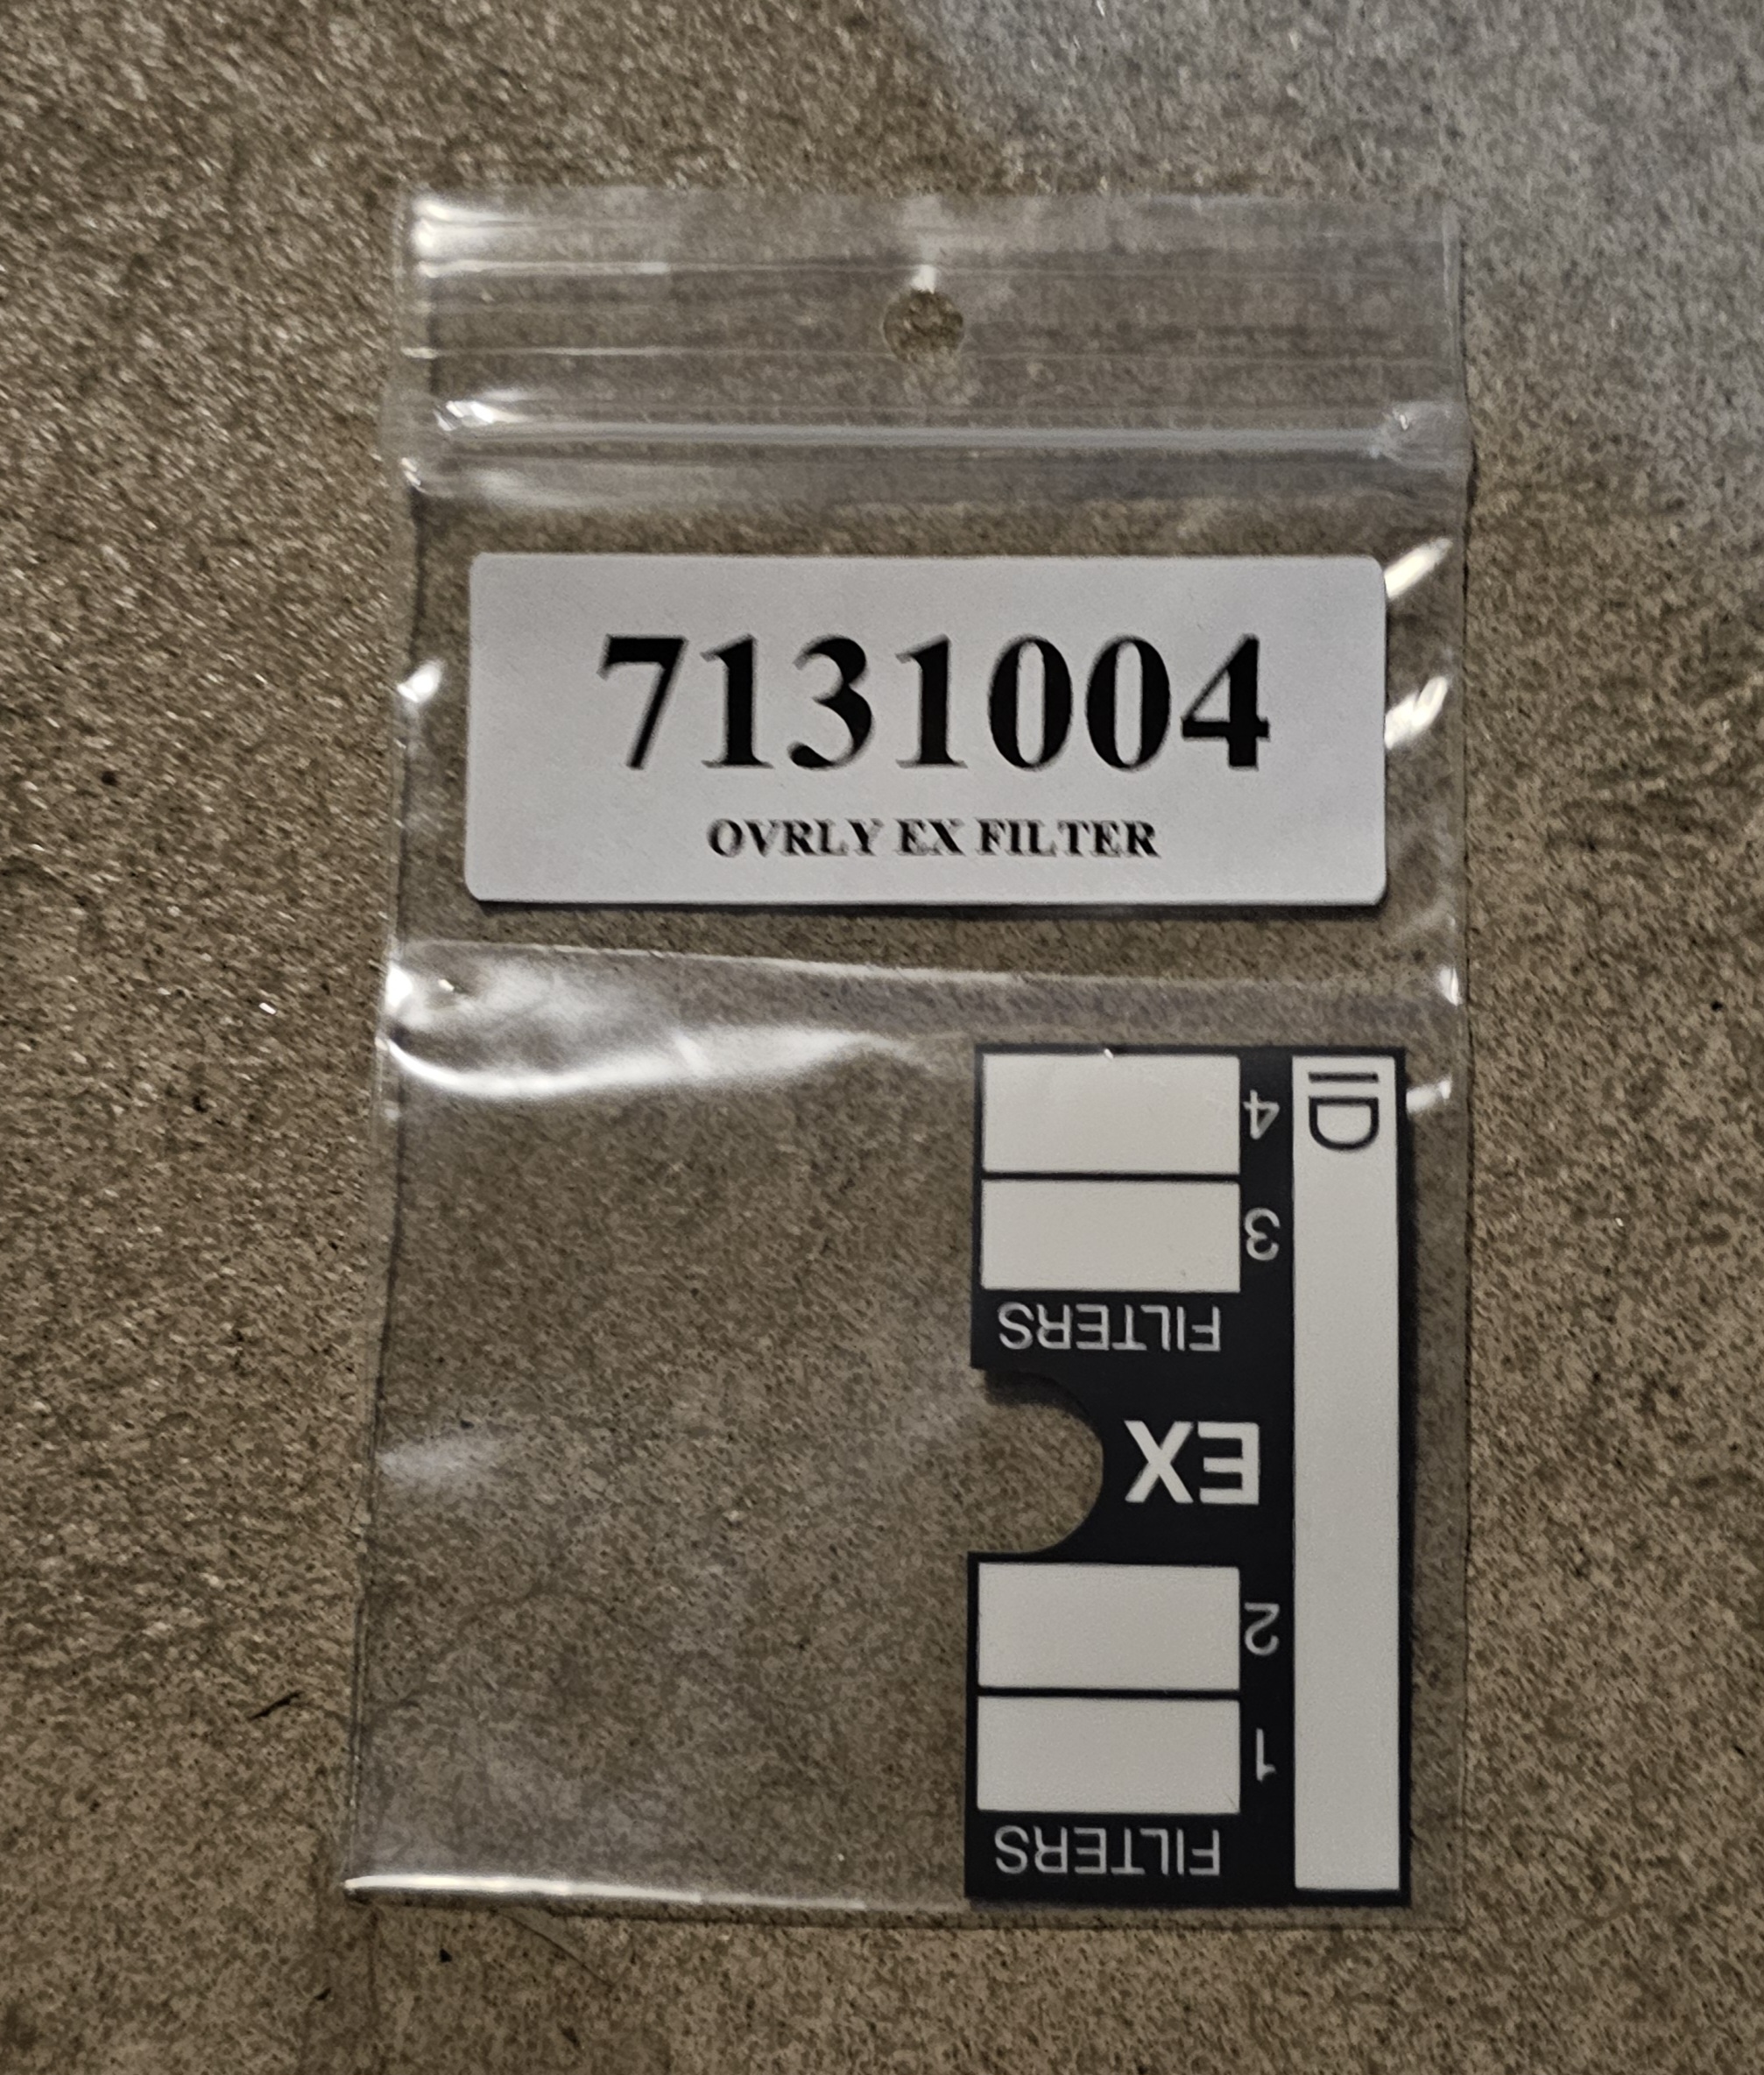 7131004
OVRLY EX FILTER
ID
4
3
FILTERS
EX
2
1
FILTERS